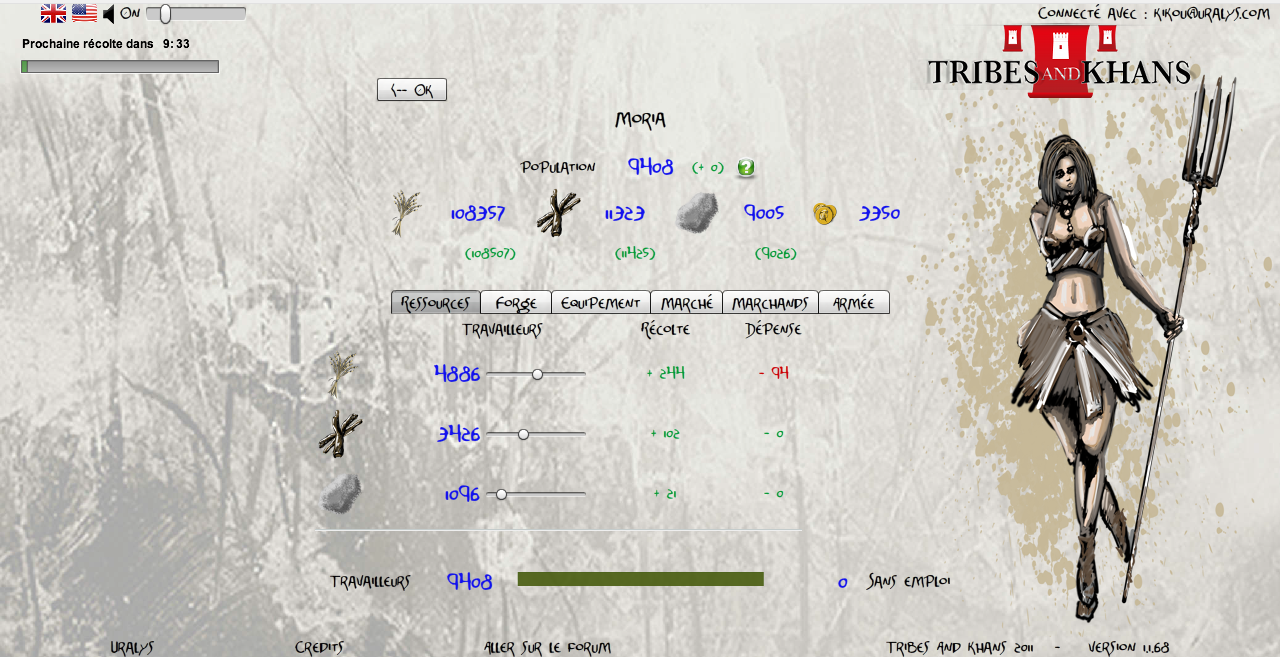 On
Connecté avec : kikou@uralys.com
Prochaine récolte dans 9:33
TRIBES AND KHANS
<-- Ok
Moria
Population 9408 (+ 0) ?
108357 11323 9005 3350
(108507) (11425) (9026)
Ressources Forge Equipement Marché Marchands Armée
Travailleurs Récolte Dépense
4886 + 244 - 94
3426 + 102 - 0
1096 + 21 - 0
Travailleurs 9408 0 Sans emploi
Uralys Credits Aller sur le forum Tribes and Khans 2011 - Version 1.1.68